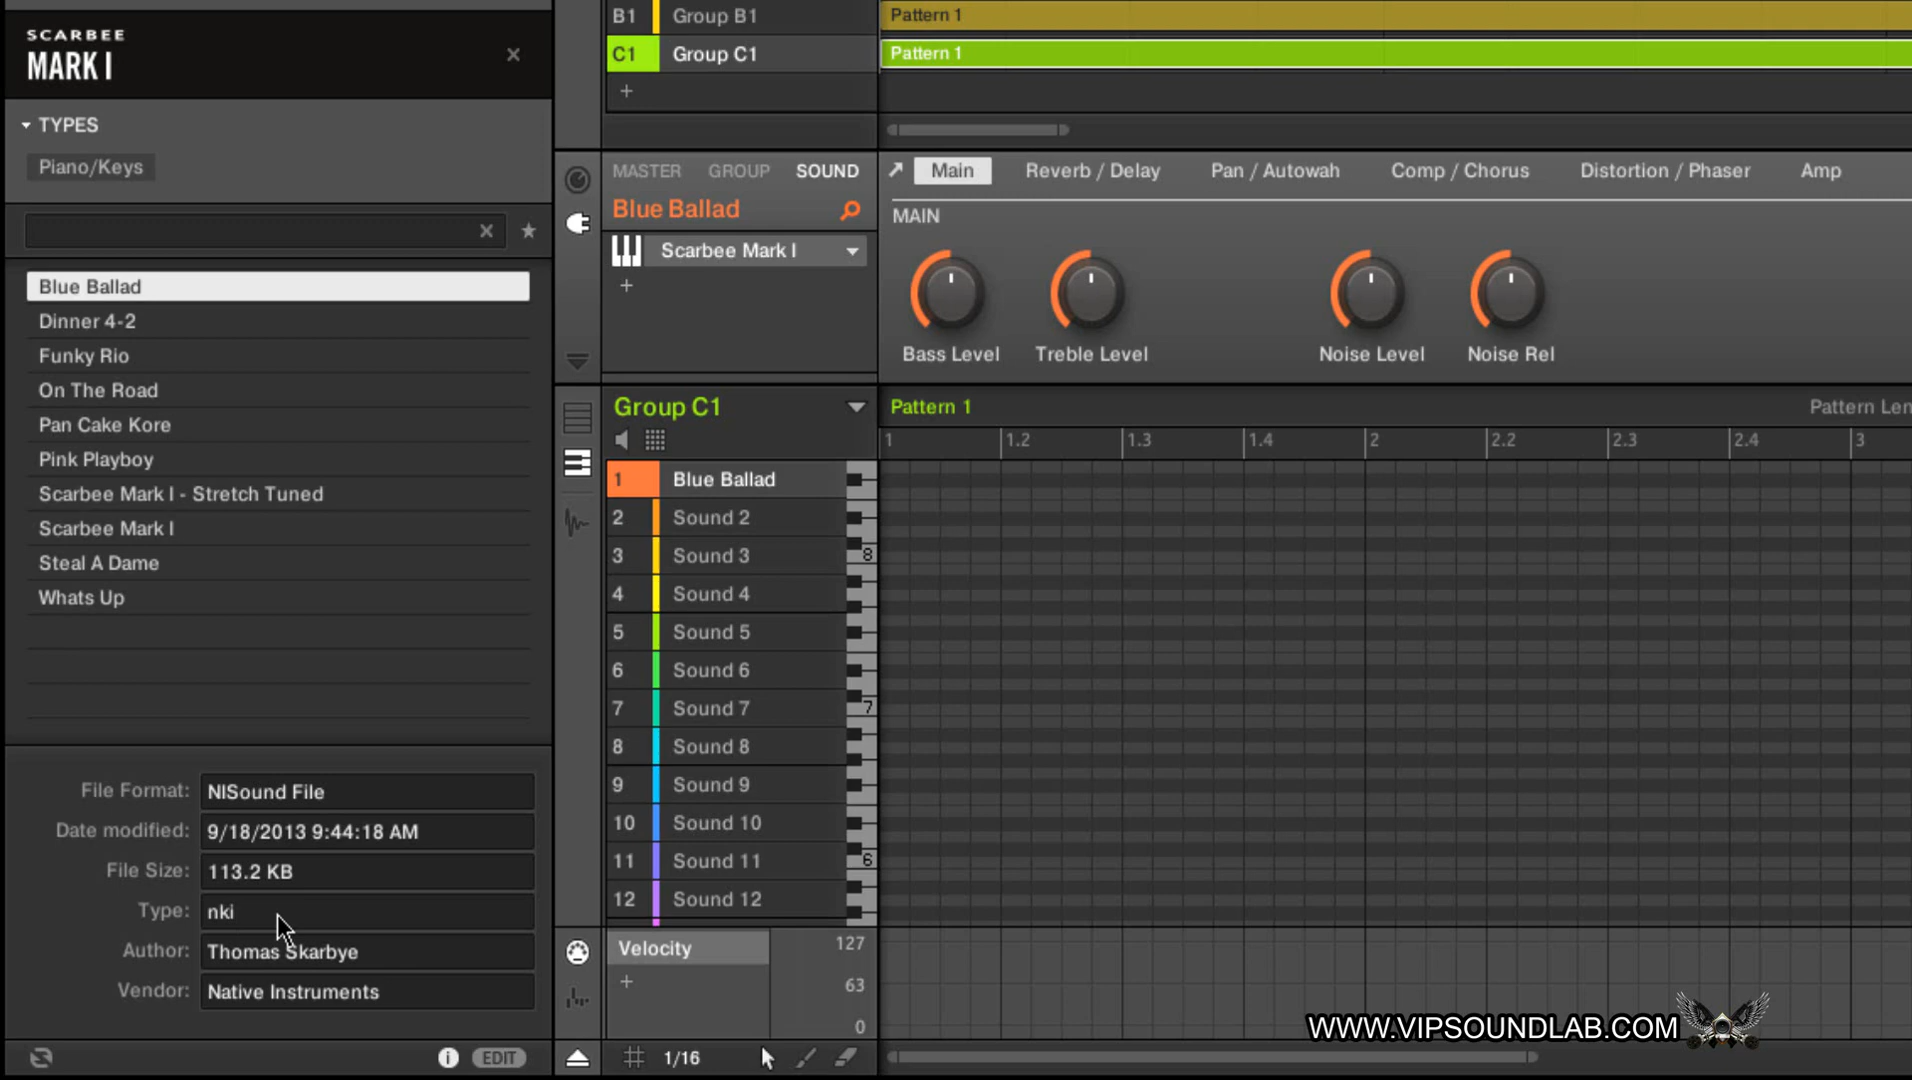 SCARBEE
MARK I
TYPES
Piano/Keys
Blue Ballad
Dinner 4-2
Funky Rio
On The Road
Pan Cake Kore
Pink Playboy
Scarbee Mark I - Stretch Tuned
Scarbee Mark I
Steal A Dame
Whats Up
File Format: NISound File
Date modified: 9/18/2013 9:44:18 AM
File Size: 113.2 KB
Type: nki
Author: Thomas Skarbye
Vendor: Native Instruments
EDIT
B1 Group B1 Pattern 1
C1 Group C1 Pattern 1
MASTER GROUP SOUND
Blue Ballad
Scarbee Mark I
Main Reverb / Delay Pan / Autowah Comp / Chorus Distortion / Phaser Amp
MAIN
Bass Level Treble Level Noise Level Noise Rel
Group C1 Pattern 1 Pattern Len
1 1.2 1.3 1.4 2 2.2 2.3 2.4 3
1 Blue Ballad
2 Sound 2
3 Sound 3 8
4 Sound 4
5 Sound 5
6 Sound 6
7 Sound 7 7
8 Sound 8
9 Sound 9
10 Sound 10
11 Sound 11 6
12 Sound 12
Velocity 127
63
0
1/16
WWW.VIPSOUNDLAB.COM